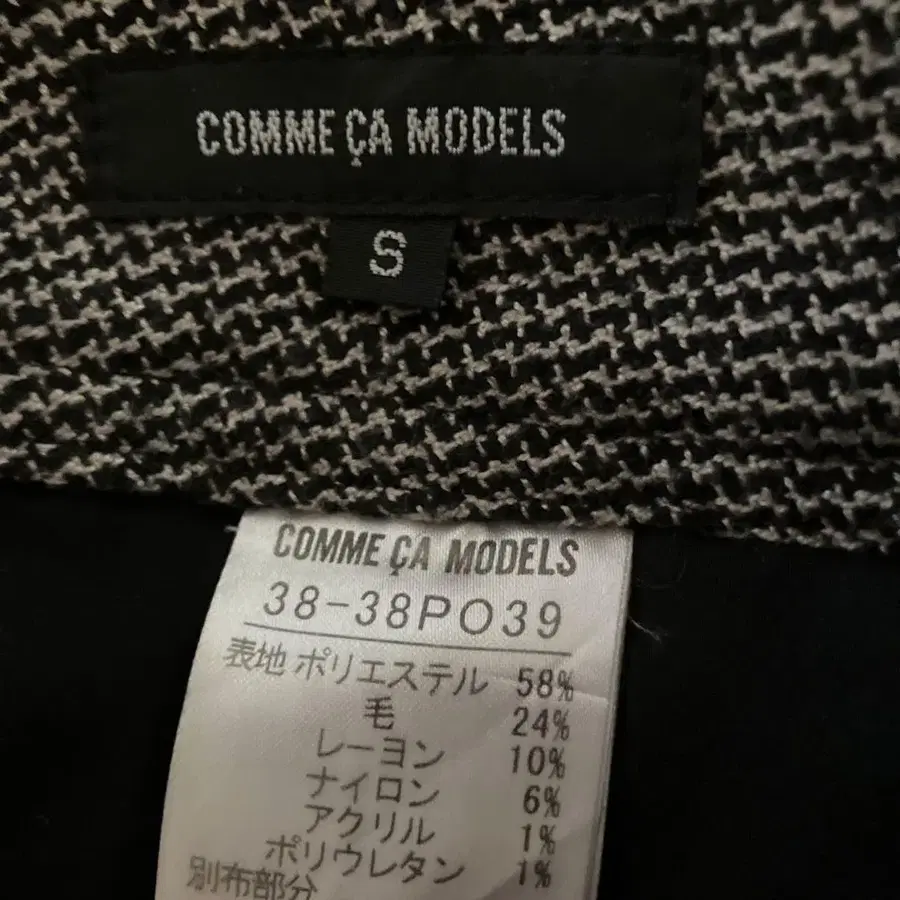 COMME ÇA MODELS
S
COMME ÇA MODELS
38-38PO39
表地 ポリエステル 58%
毛 24%
レーヨン 10%
ナイロン 6%
アクリル 1%
ポリウレタン 1%
別布部分